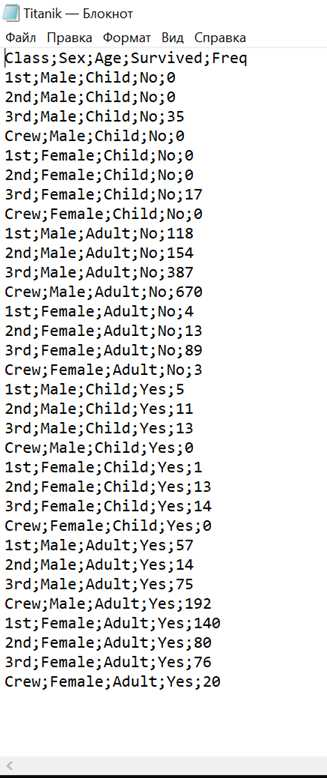 Titanik — Блокнот
Файл Правка Формат Вид Справка
Class;Sex;Age;Survived;Freq
1st;Male;Child;No;0
2nd;Male;Child;No;0
3rd;Male;Child;No;35
Crew;Male;Child;No;0
1st;Female;Child;No;0
2nd;Female;Child;No;0
3rd;Female;Child;No;17
Crew;Female;Child;No;0
1st;Male;Adult;No;118
2nd;Male;Adult;No;154
3rd;Male;Adult;No;387
Crew;Male;Adult;No;670
1st;Female;Adult;No;4
2nd;Female;Adult;No;13
3rd;Female;Adult;No;89
Crew;Female;Adult;No;3
1st;Male;Child;Yes;5
2nd;Male;Child;Yes;11
3rd;Male;Child;Yes;13
Crew;Male;Child;Yes;0
1st;Female;Child;Yes;1
2nd;Female;Child;Yes;13
3rd;Female;Child;Yes;14
Crew;Female;Child;Yes;0
1st;Male;Adult;Yes;57
2nd;Male;Adult;Yes;14
3rd;Male;Adult;Yes;75
Crew;Male;Adult;Yes;192
1st;Female;Adult;Yes;140
2nd;Female;Adult;Yes;80
3rd;Female;Adult;Yes;76
Crew;Female;Adult;Yes;20